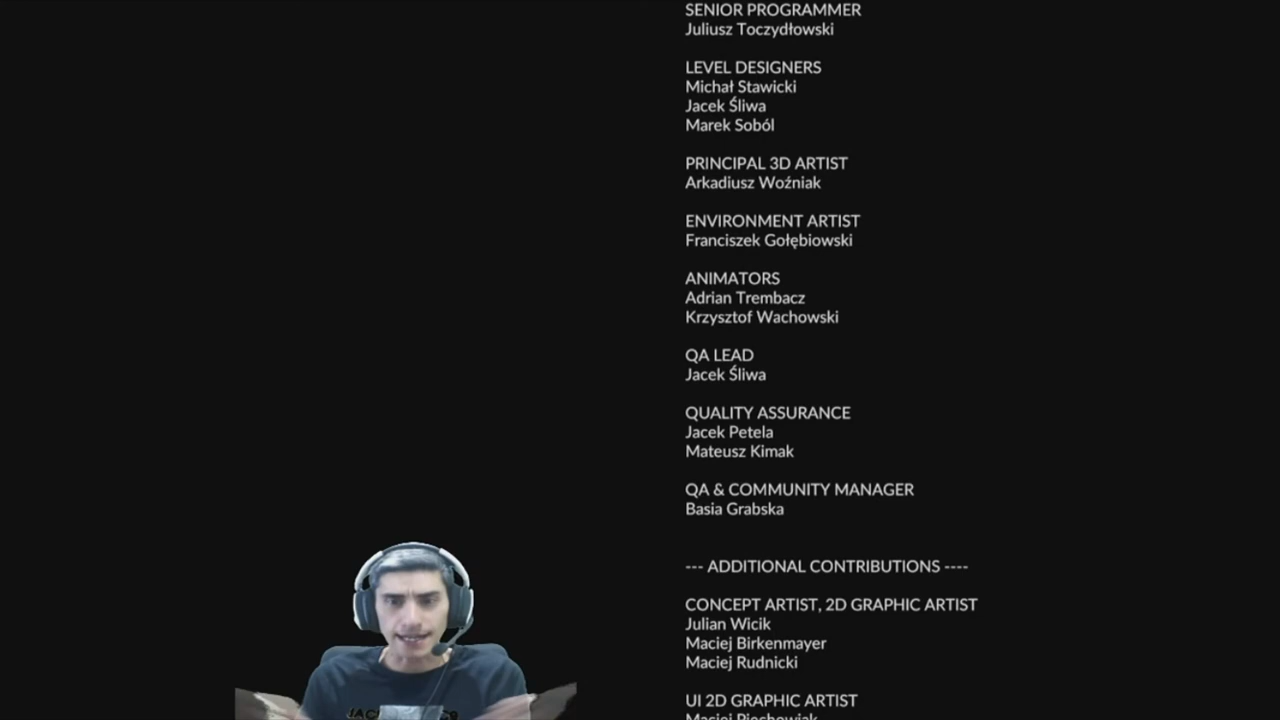 SENIOR PROGRAMMER
Juliusz Toczydłowski
LEVEL DESIGNERS
Michał Stawicki
Jacek Śliwa
Marek Soból
PRINCIPAL 3D ARTIST
Arkadiusz Woźniak
ENVIRONMENT ARTIST
Franciszek Gołębiowski
ANIMATORS
Adrian Trembacz
Krzysztof Wachowski
QA LEAD
Jacek Śliwa
QUALITY ASSURANCE
Jacek Petela
Mateusz Kimak
QA & COMMUNITY MANAGER
Basia Grabska
--- ADDITIONAL CONTRIBUTIONS ----
CONCEPT ARTIST, 2D GRAPHIC ARTIST
Julian Wicik
Maciej Birkenmayer
Maciej Rudnicki
UI 2D GRAPHIC ARTIST
Maciej Piechowiak